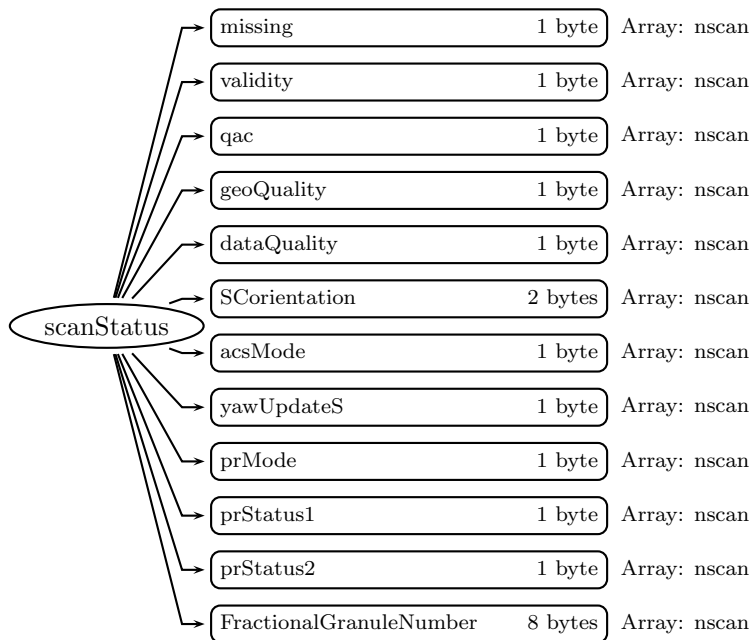 missing 1 byte Array: nscan
validity 1 byte Array: nscan
qac 1 byte Array: nscan
geoQuality 1 byte Array: nscan
dataQuality 1 byte Array: nscan
SCorientation 2 bytes Array: nscan
scanStatus
acsMode 1 byte Array: nscan
yawUpdateS 1 byte Array: nscan
prMode 1 byte Array: nscan
prStatus1 1 byte Array: nscan
prStatus2 1 byte Array: nscan
FractionalGranuleNumber 8 bytes Array: nscan